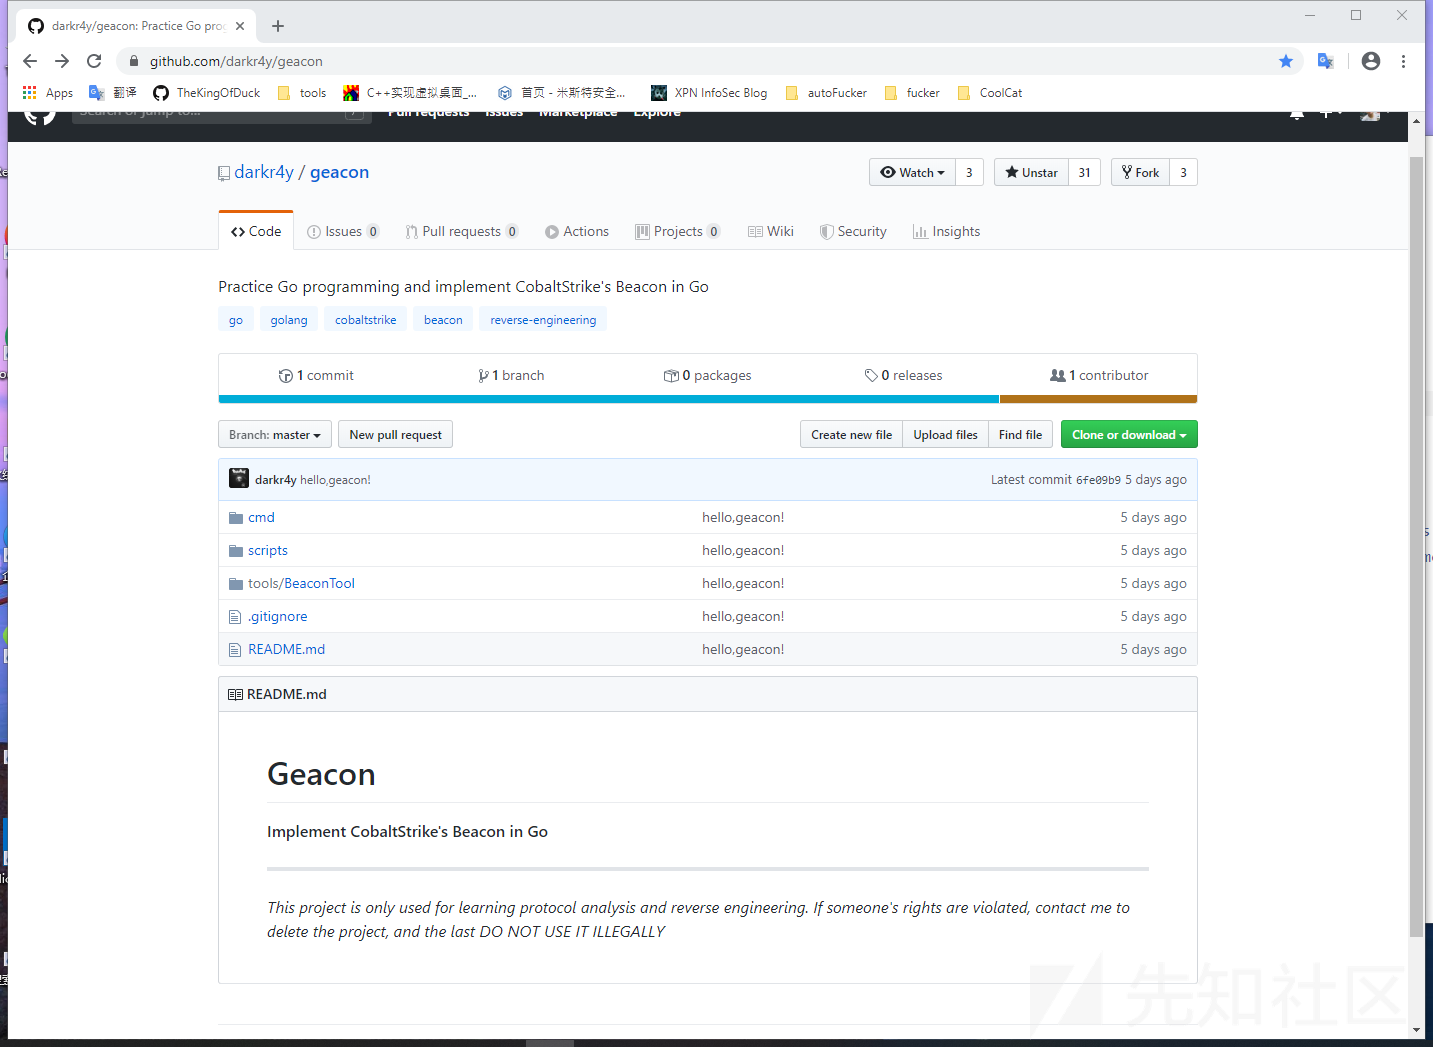 darkr4y/geacon: Practice Go pro
github.com/darkr4y/geacon
Apps 翻译 TheKingOfDuck tools C++实现虚拟桌面_... 首页 - 米斯特安全... XPN InfoSec Blog autoFucker fucker CoolCat
Search or jump to... / Pull requests Issues Marketplace Explore
darkr4y / geacon Watch 3 Unstar 31 Fork 3
Code Issues 0 Pull requests 0 Actions Projects 0 Wiki Security Insights
Practice Go programming and implement CobaltStrike's Beacon in Go
go golang cobaltstrike beacon reverse-engineering
1 commit 1 branch 0 packages 0 releases 1 contributor
Branch: master New pull request Create new file Upload files Find file Clone or download
darkr4y hello,geacon! Latest commit 6fe09b9 5 days ago
cmd hello,geacon! 5 days ago
scripts hello,geacon! 5 days ago
tools/BeaconTool hello,geacon! 5 days ago
.gitignore hello,geacon! 5 days ago
README.md hello,geacon! 5 days ago
README.md
Geacon
Implement CobaltStrike's Beacon in Go
This project is only used for learning protocol analysis and reverse engineering. If someone's rights are violated, contact me to
delete the project, and the last DO NOT USE IT ILLEGALLY
先知社区